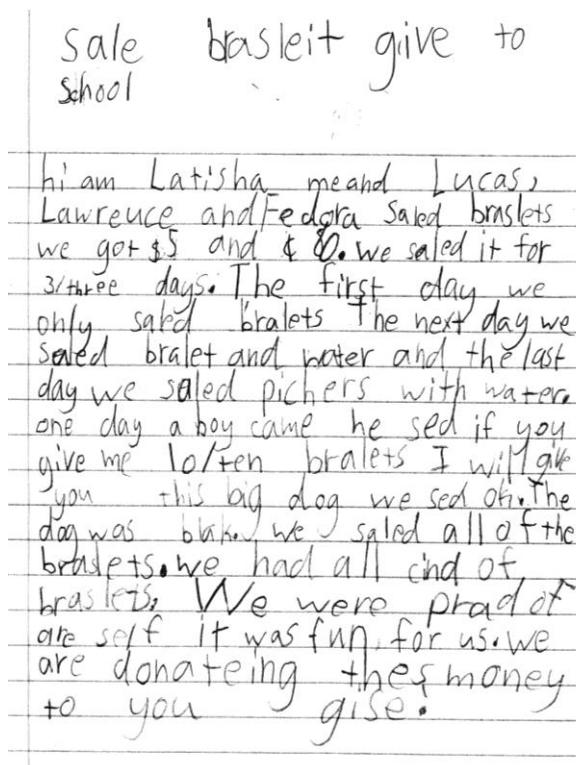 sale brasleit give to
school
hi am Latisha meand Lucas,
Lawreuce and Fedora Saled braslets
we got $5 and ¢ 80. we saled it for
3/three days. The first day we
only saled bralets The next day we
saled bralet and water and the last
day we saled pichers with water.
one day a boy came he sed if you
give me 10/ten bralets I will give
you this big dog we sed oh. The
dog was blak. we saled all of the
braslets. we had all cind of
braslets, We were prad of
are self it was fun for us. we
are donateing thes money
to you gise.